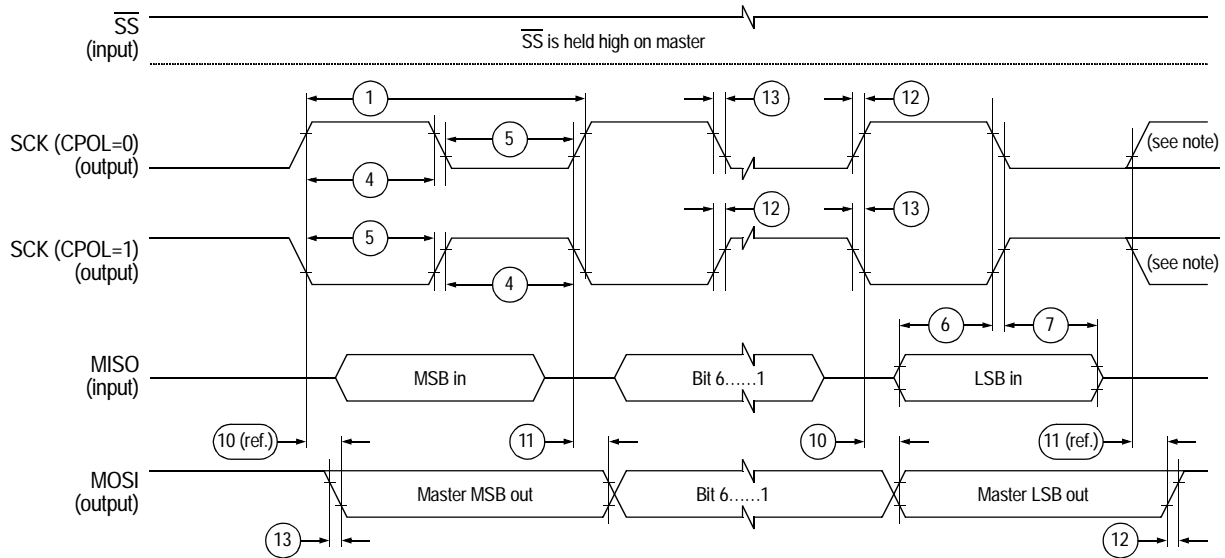 SS
(input)
SS is held high on master
1
13
12
SCK (CPOL=0)
(output)
5
(see note)
4
12
13
SCK (CPOL=1)
(output)
5
(see note)
4
6
7
MISO
(input)
MSB in
Bit 6......1
LSB in
10 (ref.)
11
10
11 (ref.)
MOSI
(output)
Master MSB out
Bit 6......1
Master LSB out
13
12